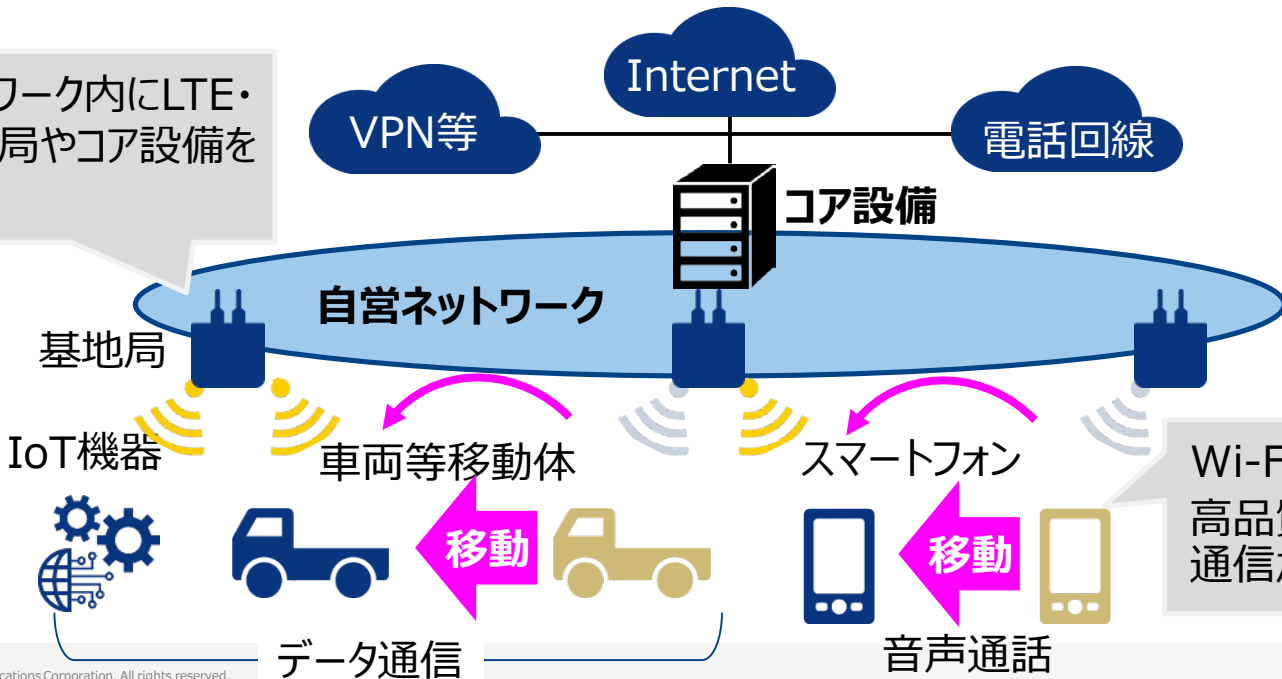 ワーク内にLTE・
局やコア設備を
Internet
VPN等
電話回線
コア設備
自営ネットワーク
基地局
IoT機器
車両等移動体
スマートフォン
Wi-F
高品質
通信が
移動
移動
データ通信
音声通話
cations Corporation. All rights reserved.